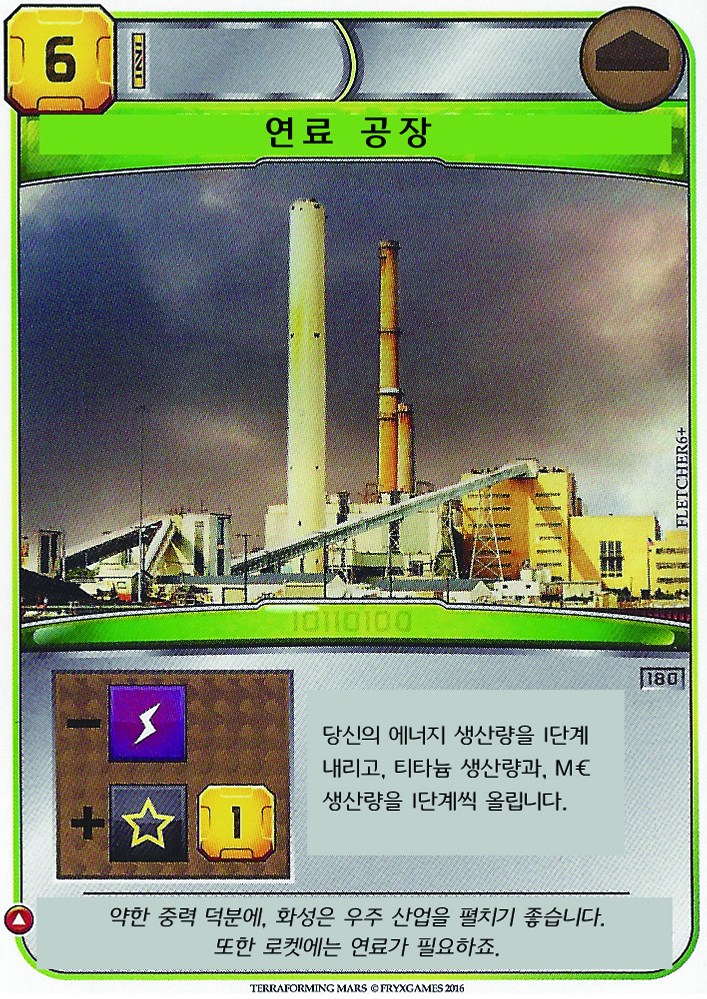 6
연료 공장
FLETCHER6+
10110100
180
당신의 에너지 생산량을 1단계
내리고, 티타늄 생산량과, M€
생산량을 1단계씩 올립니다.
1
약한 중력 덕분에, 화성은 우주 산업을 펼치기 좋습니다.
또한 로켓에는 연료가 필요하죠.
TERRAFORMING MARS © FRYXGAMES 2016